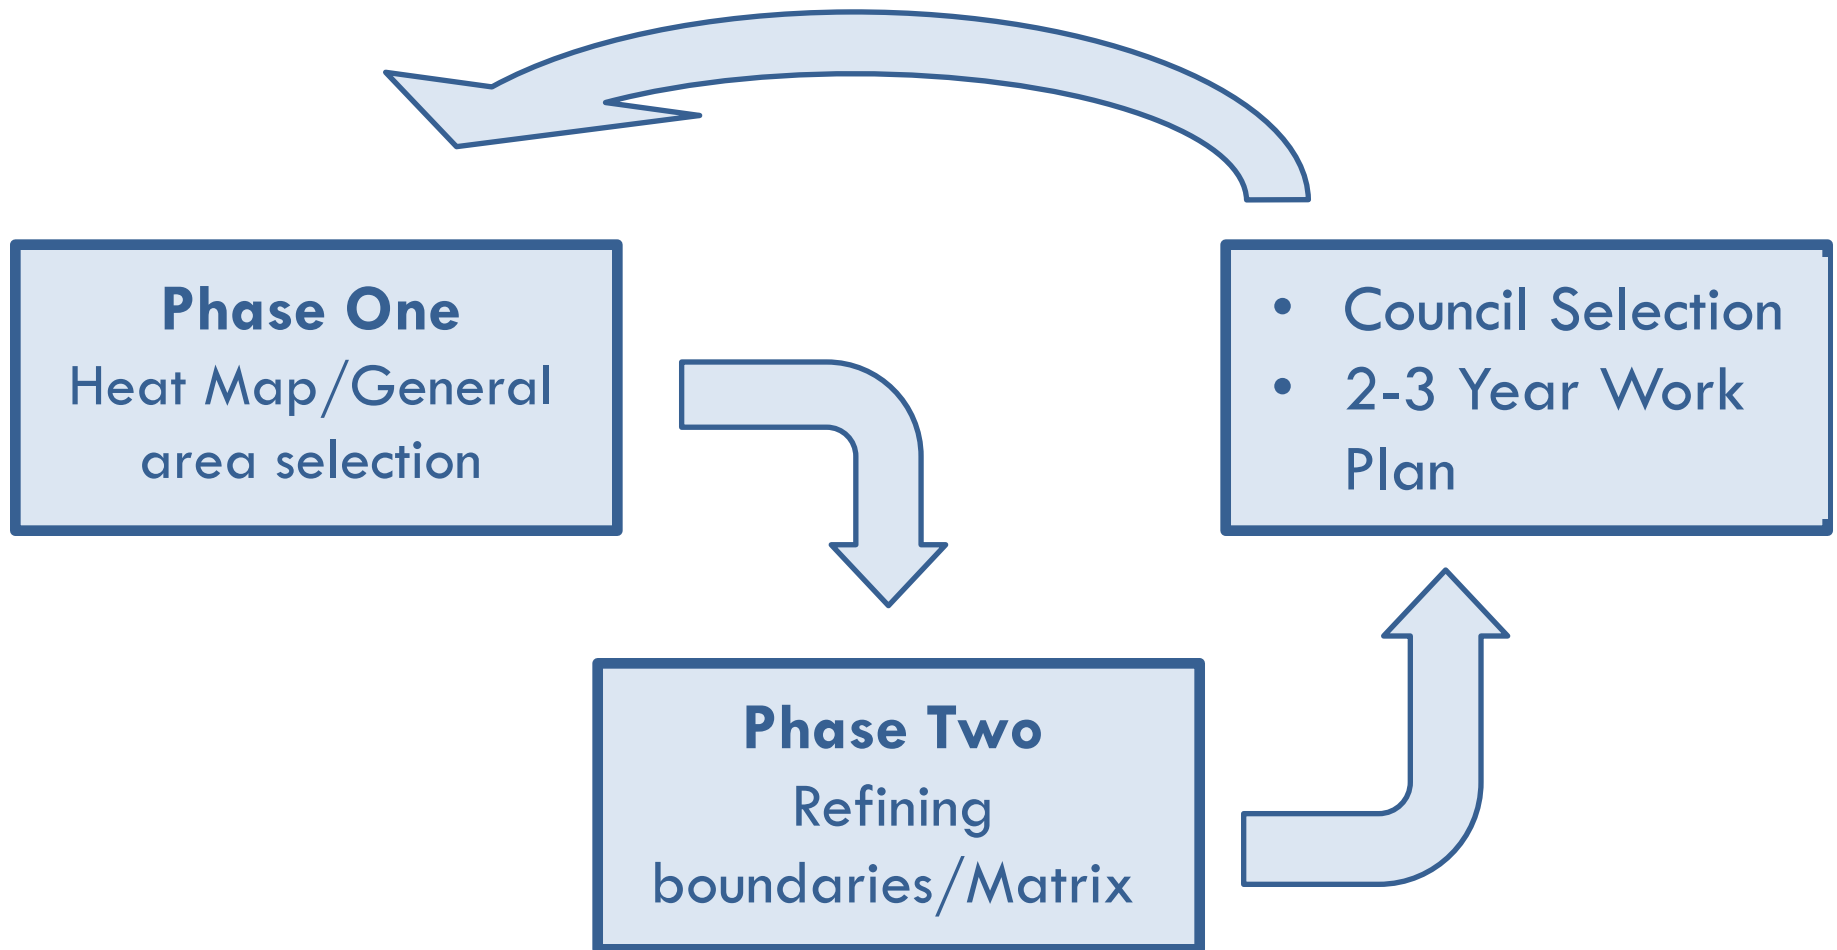 Phase One
Heat Map/General
area selection
• Council Selection
• 2-3 Year Work
Plan
Phase Two
Refining
boundaries/Matrix